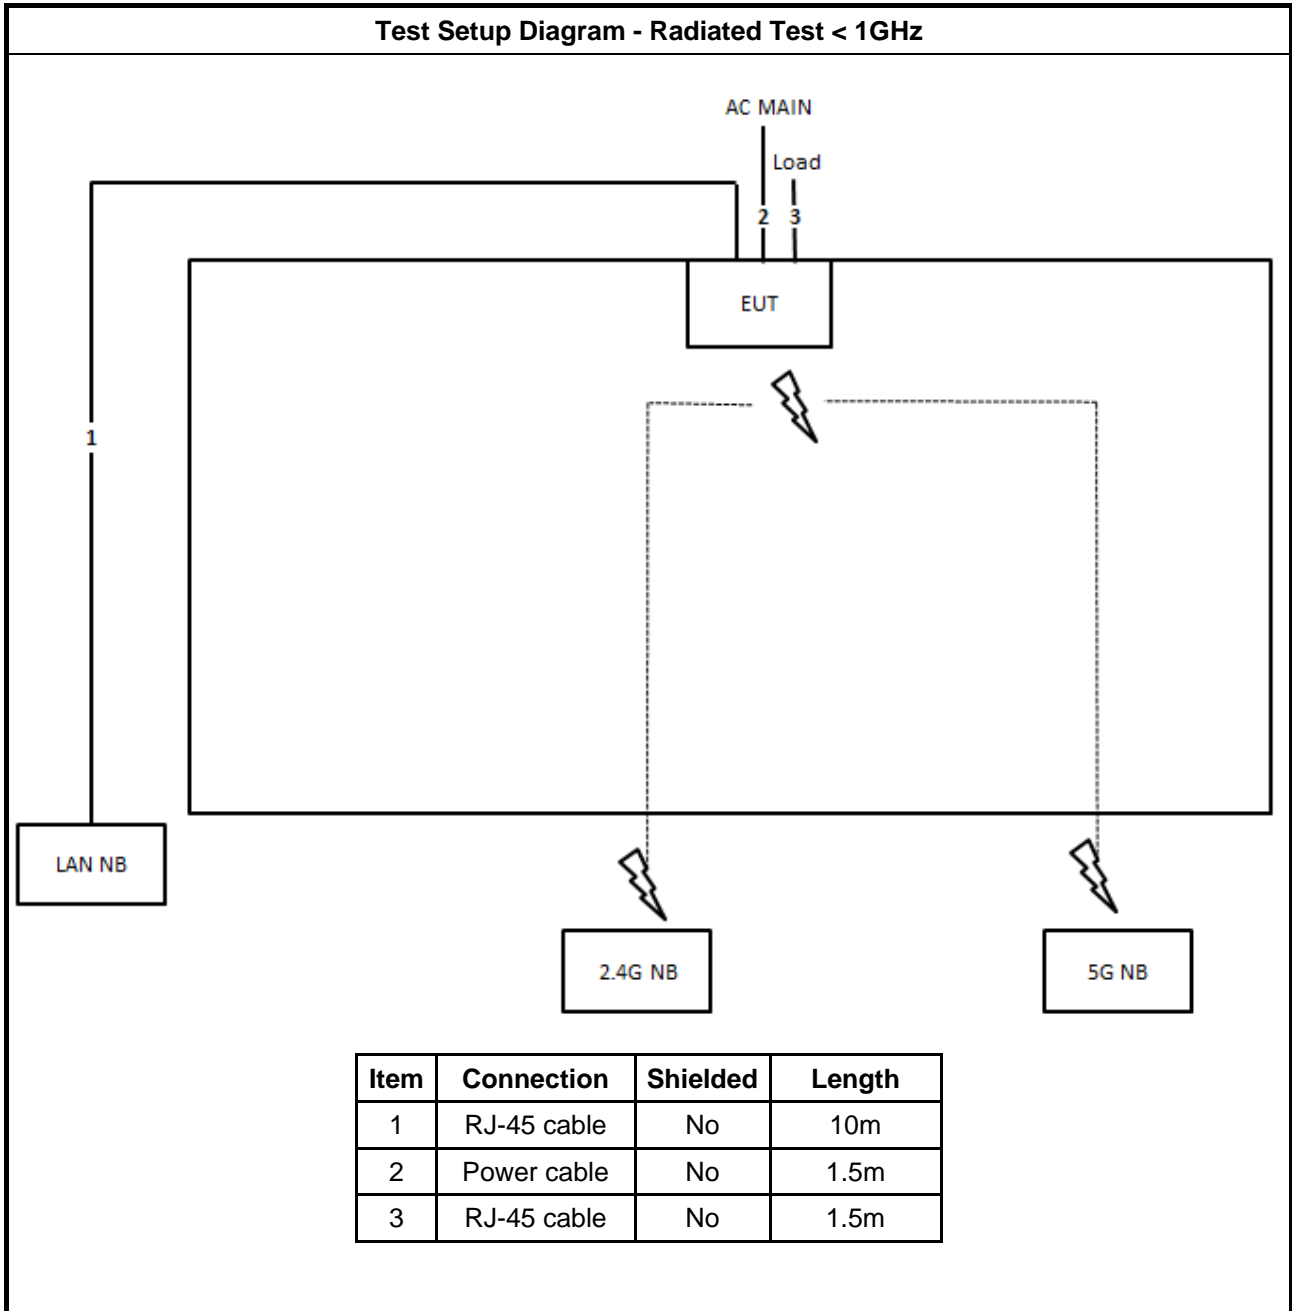 Test Setup Diagram - Radiated Test < 1GHz
AC MAIN
Load
2 3
EUT
1
LAN NB
2.4G NB
5G NB
Item Connection Shielded Length
1 RJ-45 cable No 10m
2 Power cable No 1.5m
3 RJ-45 cable No 1.5m